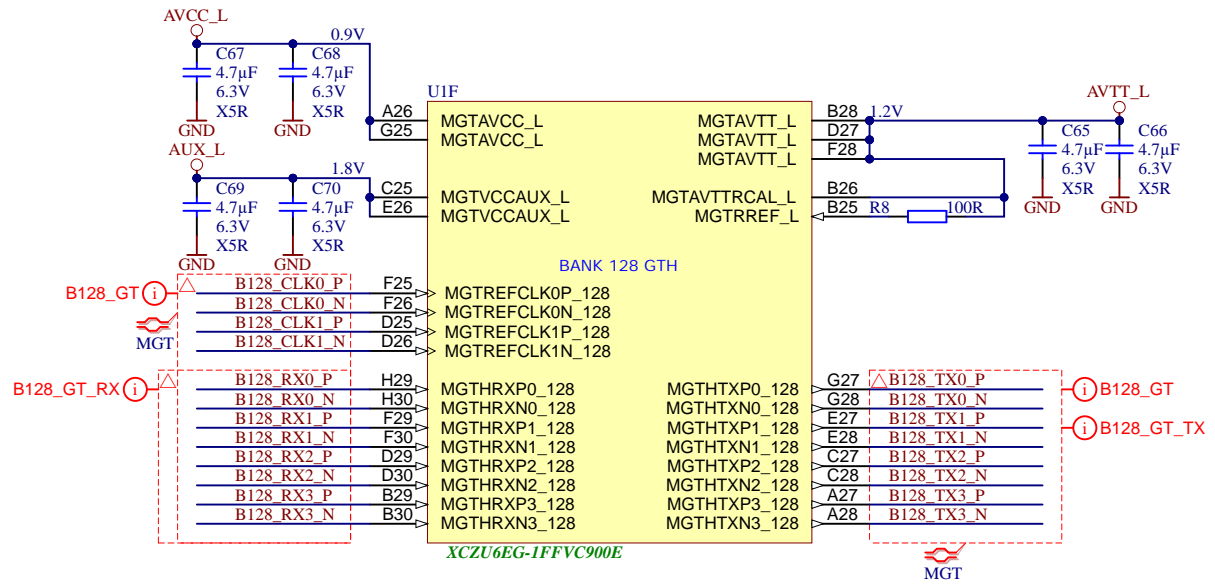 AVCC_L
0.9V
C67
4.7µF
6.3V
X5R
GND
C68
4.7µF
6.3V
X5R
GND
AUX_L
1.8V
C69
4.7µF
6.3V
X5R
GND
C70
4.7µF
6.3V
X5R
GND
U1F
A26 MGTAVCC_L
G25 MGTAVCC_L
C25 MGTVCCAUX_L
E26 MGTVCCAUX_L
MGTAVTT_L B28 1.2V
MGTAVTT_L D27
MGTAVTT_L F28
MGTAVTTRCAL_L B26
MGTRREF_L B25 R8 100R
AVTT_L
C65
4.7µF
6.3V
X5R
GND
C66
4.7µF
6.3V
X5R
GND
BANK 128 GTH
B128_GT i
B128_CLK0_P F25 MGTREFCLK0P_128
B128_CLK0_N F26 MGTREFCLK0N_128
B128_CLK1_P D25 MGTREFCLK1P_128
B128_CLK1_N D26 MGTREFCLK1N_128
MGT
B128_GT_RX i
B128_RX0_P H29 MGTHRXP0_128
B128_RX0_N H30 MGTHRXN0_128
B128_RX1_P F29 MGTHRXP1_128
B128_RX1_N F30 MGTHRXN1_128
B128_RX2_P D29 MGTHRXP2_128
B128_RX2_N D30 MGTHRXN2_128
B128_RX3_P B29 MGTHRXP3_128
B128_RX3_N B30 MGTHRXN3_128
MGTHTXP0_128 G27 B128_TX0_P
MGTHTXN0_128 G28 B128_TX0_N
MGTHTXP1_128 E27 B128_TX1_P
MGTHTXN1_128 E28 B128_TX1_N
MGTHTXP2_128 C27 B128_TX2_P
MGTHTXN2_128 C28 B128_TX2_N
MGTHTXP3_128 A27 B128_TX3_P
MGTHTXN3_128 A28 B128_TX3_N
i B128_GT
i B128_GT_TX
XCZU6EG-1FFVC900E
MGT